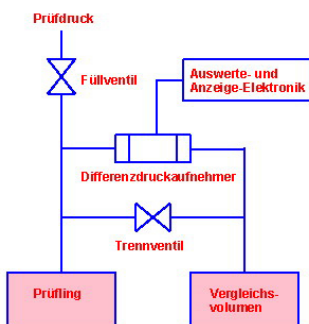 Prüfdruck
Füllventil
Auswerte- und
Anzeige-Elektronik
Differenzdruckaufnehmer
Trennventil
Prüfling
Vergleichs-
volumen